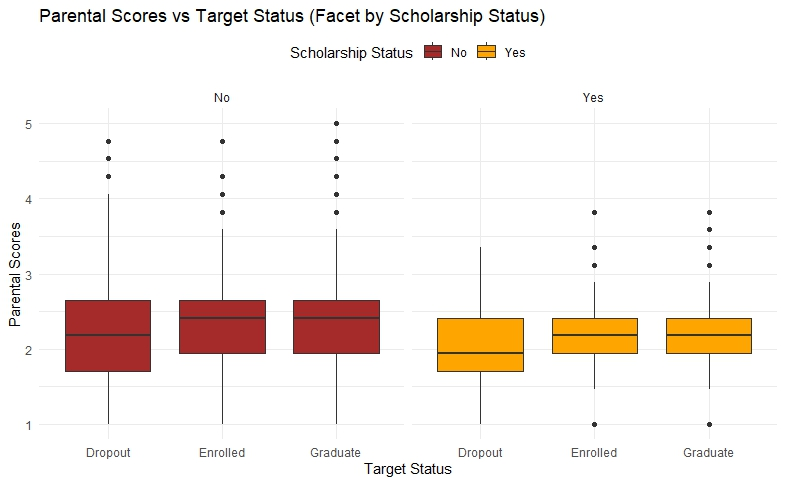 Parental Scores vs Target Status (Facet by Scholarship Status)
Scholarship Status No Yes
No Yes
5
4
3
2
1
Parental Scores
Dropout Enrolled Graduate Dropout Enrolled Graduate
Target Status